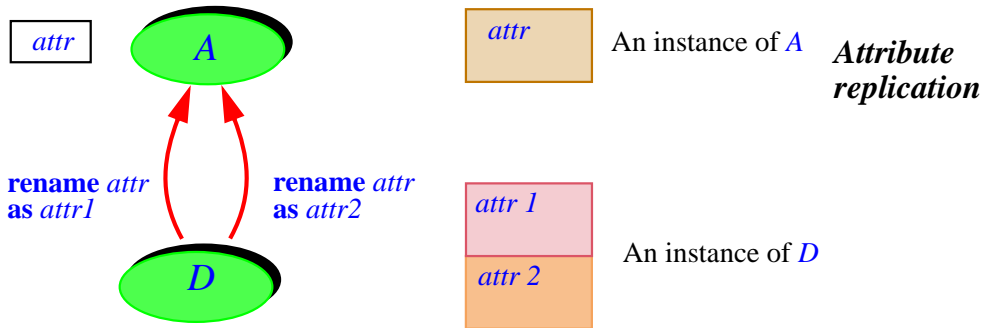 attr
A
attr
An instance of A
Attribute
replication
rename attr
as attr1
rename attr
as attr2
attr 1
attr 2
An instance of D
D